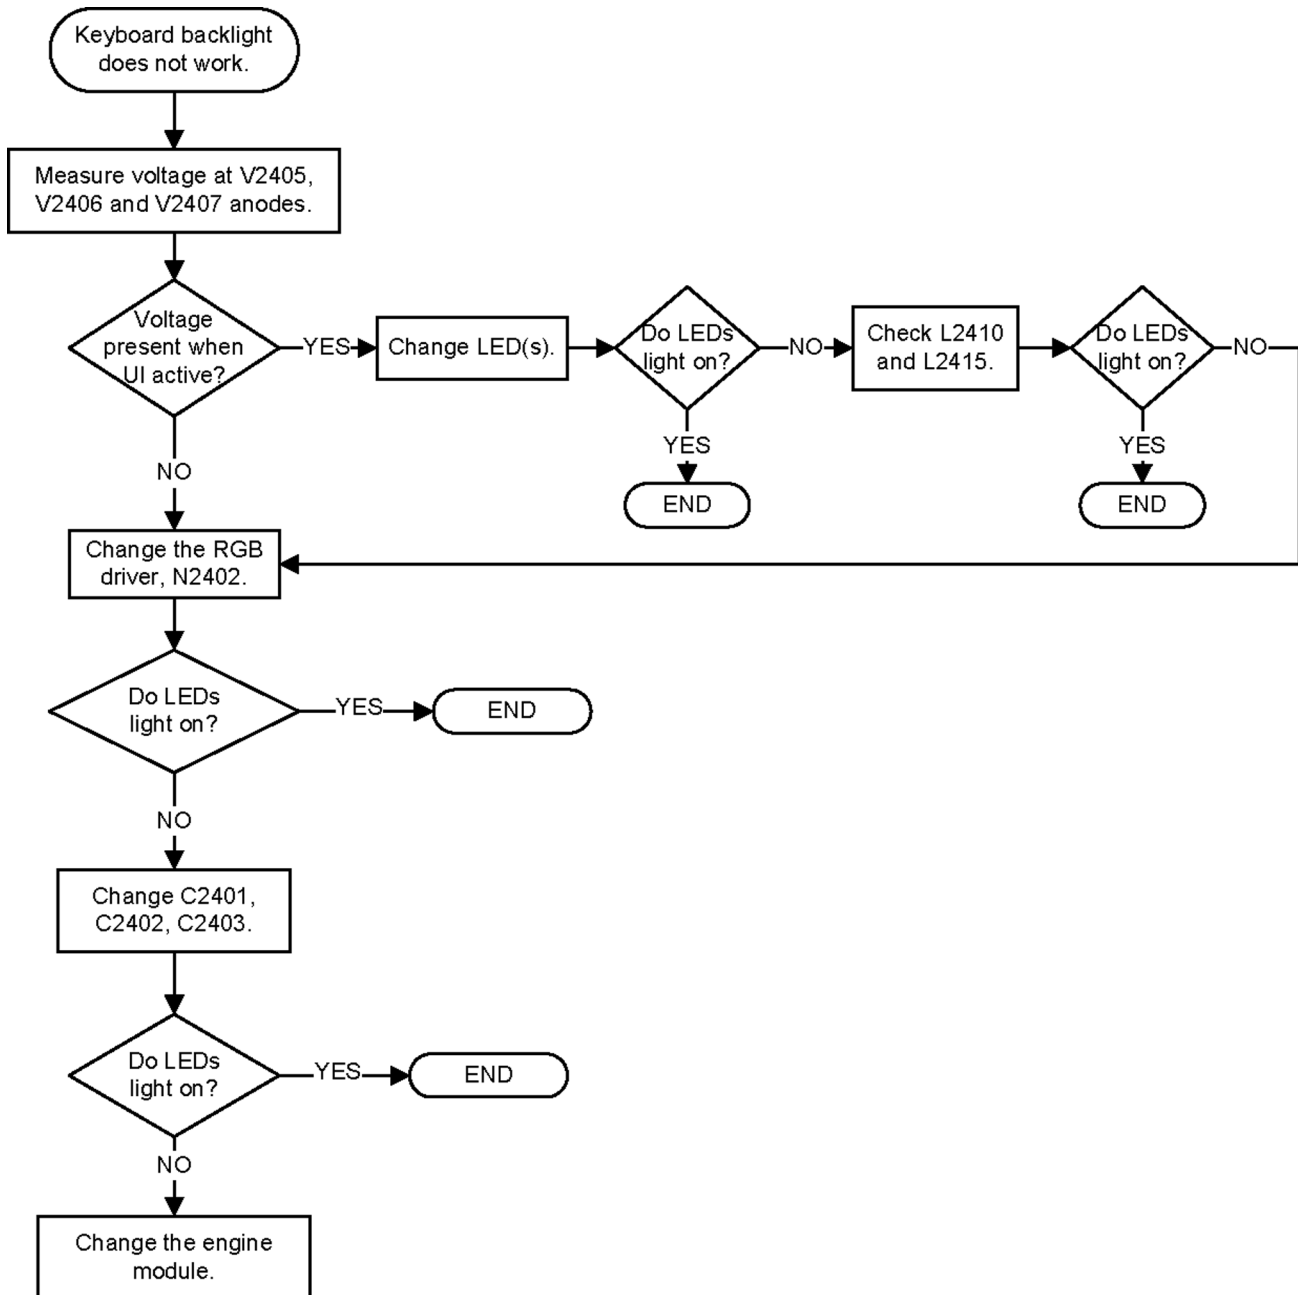 Keyboard backlight
does not work.
Measure voltage at V2405,
V2406 and V2407 anodes.
Voltage
present when
UI active?
YES
Change LED(s).
Do LEDs
light on?
NO
Check L2410
and L2415.
Do LEDs
light on?
NO
YES
END
YES
END
NO
Change the RGB
driver, N2402.
Do LEDs
light on?
YES
END
NO
Change C2401,
C2402, C2403.
Do LEDs
light on?
YES
END
NO
Change the engine
module.